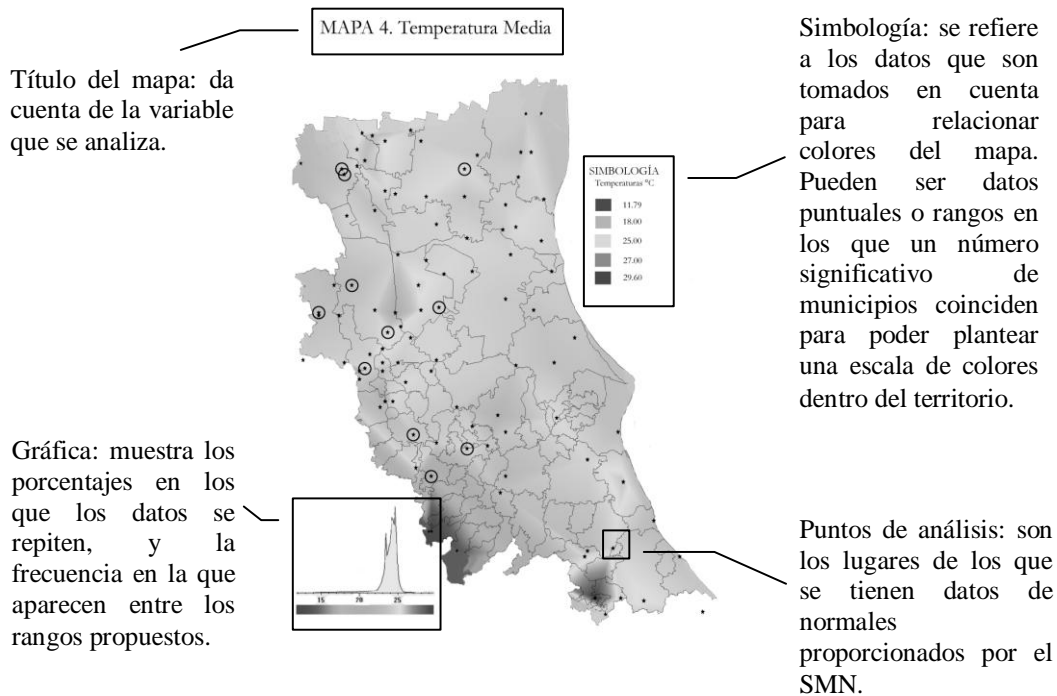 MAPA 4. Temperatura Media
Título del mapa: da
cuenta de la variable
que se analiza.
Simbología: se refiere
a los datos que son
tomados en cuenta
para relacionar
colores del mapa.
Pueden ser datos
puntuales o rangos en
los que un número
significativo de
municipios coinciden
para poder plantear
una escala de colores
dentro del territorio.
SIMBOLOGÍA
Temperaturas °C
11.79
18.00
25.00
27.00
29.60
Gráfica: muestra los
porcentajes en los
que los datos se
repiten, y la
frecuencia en la que
aparecen entre los
rangos propuestos.
15 20 25
Puntos de análisis: son
los lugares de los que
se tienen datos de
normales
proporcionados por el
SMN.